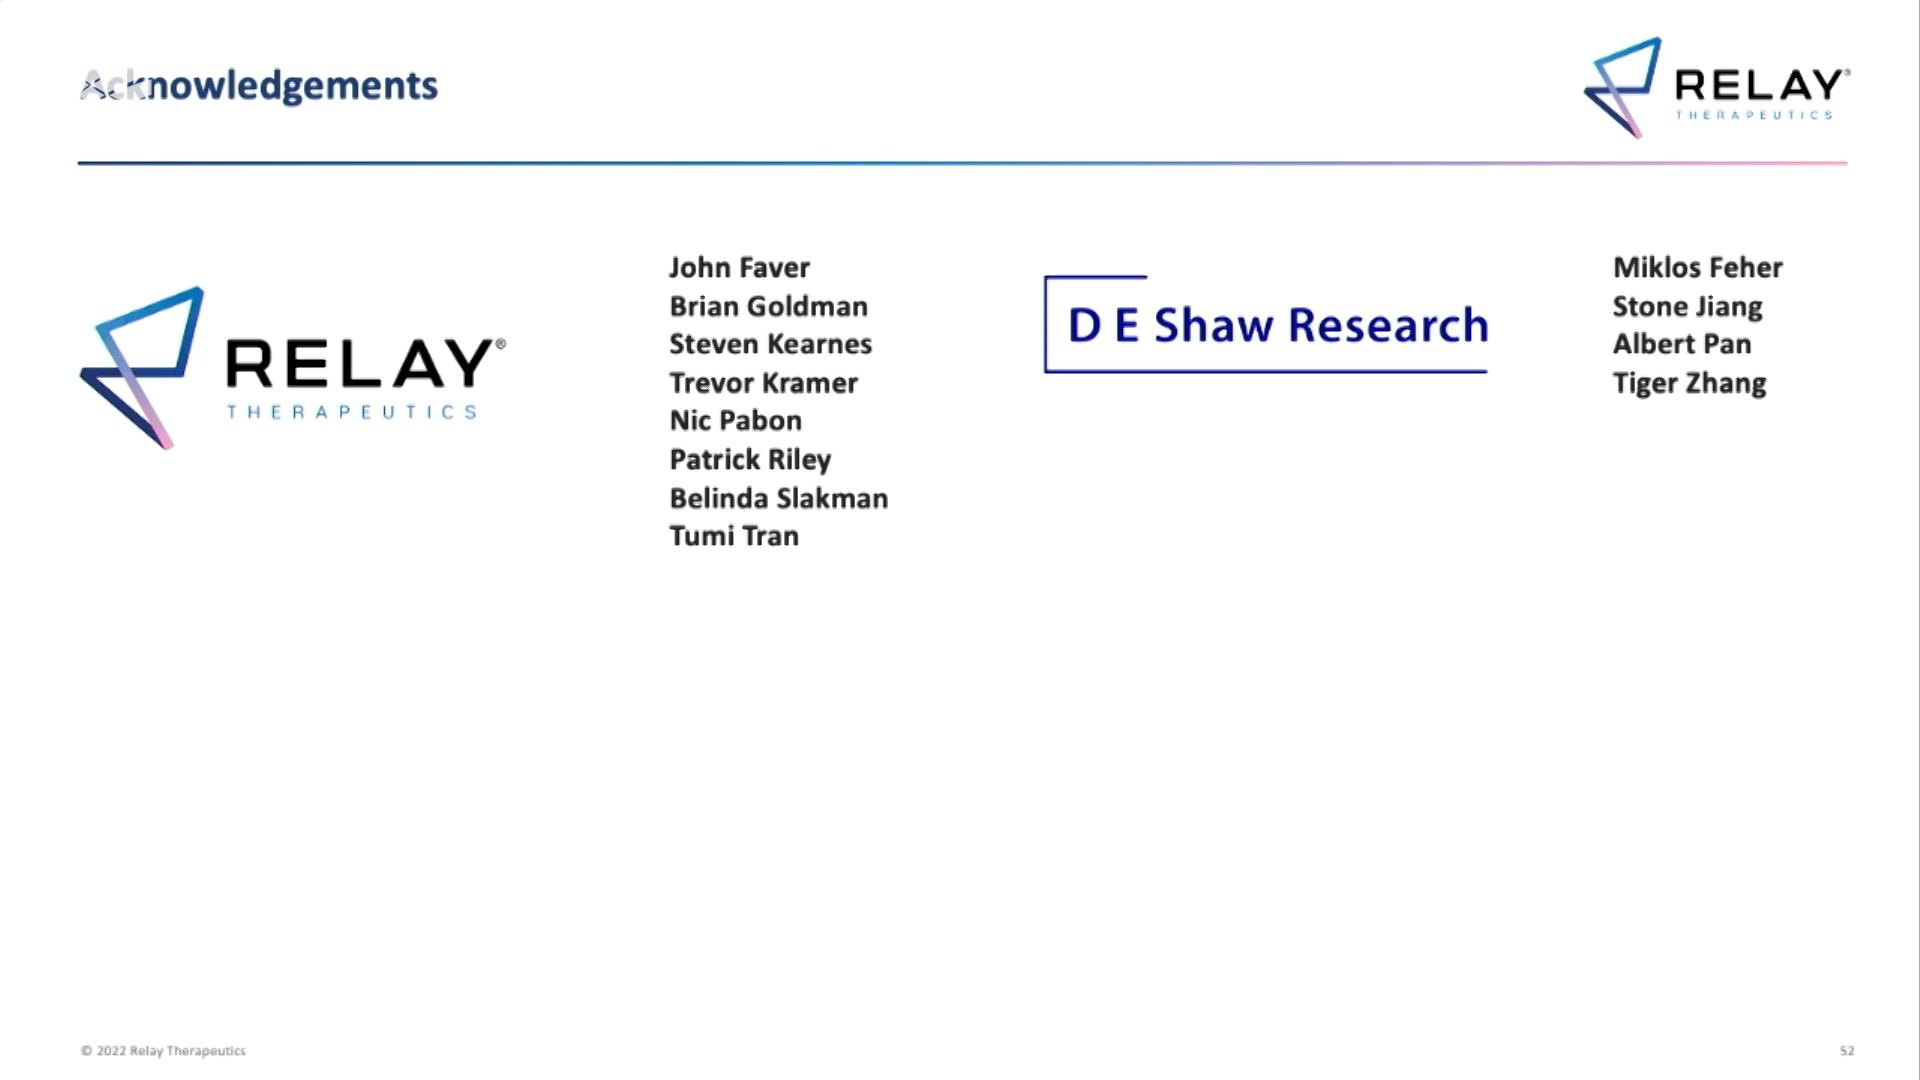 Acknowledgements
RELAY®
THERAPEUTICS
RELAY®
THERAPEUTICS
John Faver
Brian Goldman
Steven Kearnes
Trevor Kramer
Nic Pabon
Patrick Riley
Belinda Slakman
Tumi Tran
D E Shaw Research
Miklos Feher
Stone Jiang
Albert Pan
Tiger Zhang
© 2022 Relay Therapeutics
52